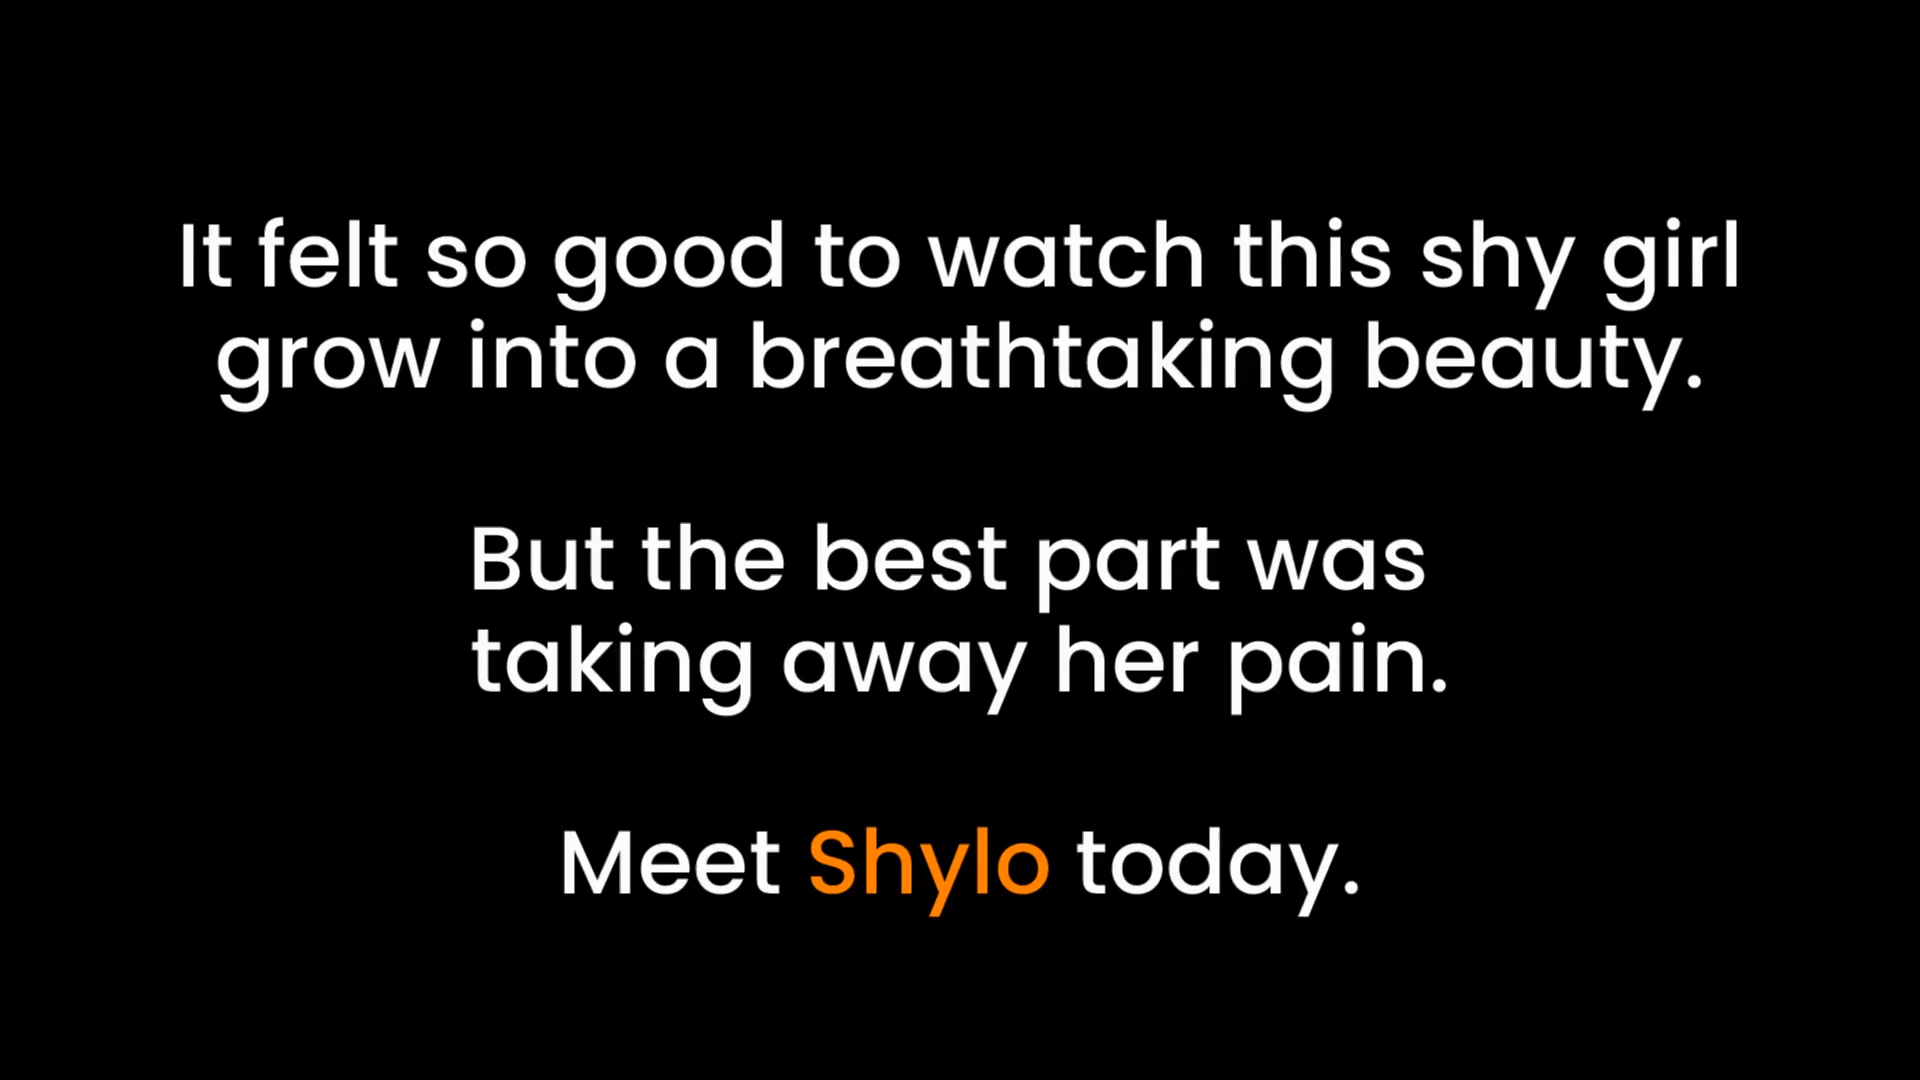 It felt so good to watch this shy girl
grow into a breathtaking beauty.
But the best part was
taking away her pain.
Meet Shylo today.